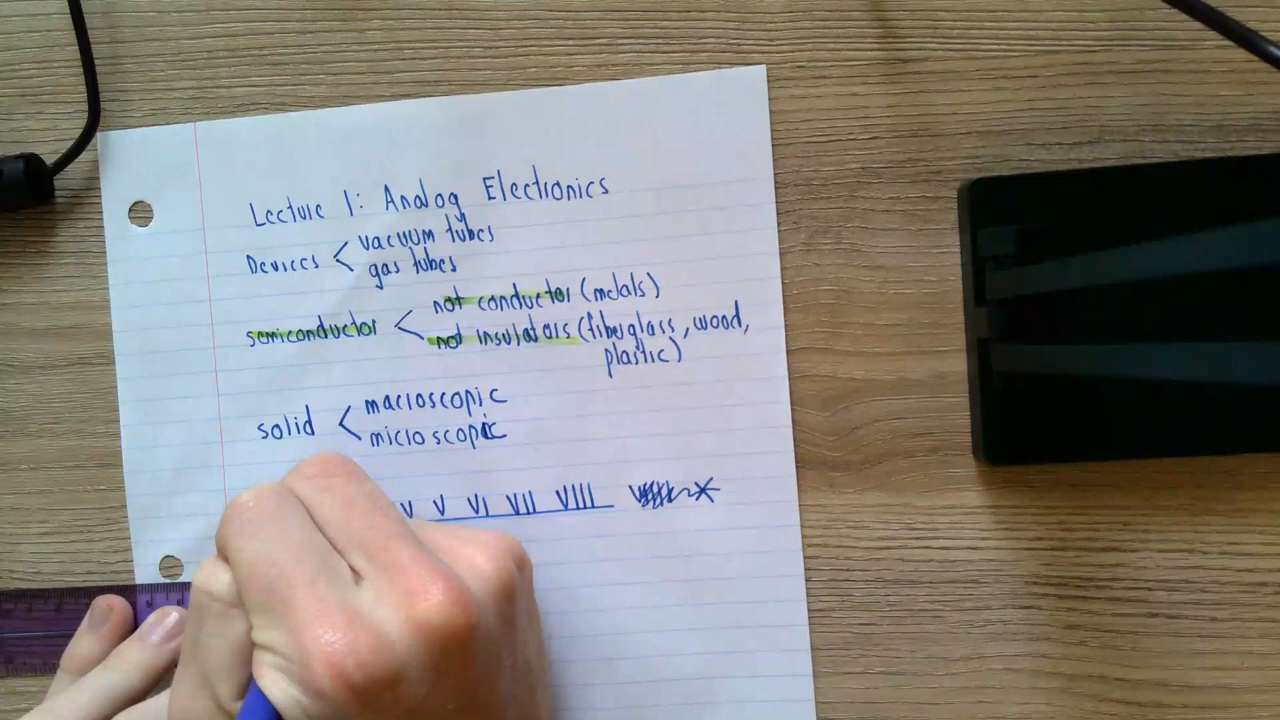 Lecture 1: Analog Electronics
Devices < vacuum tubes
gas tubes
semiconductor < not conductor (metals)
not insulators (fiberglass, wood,
plastic)
solid < macroscopic
microscopic
V V VI VII VIII